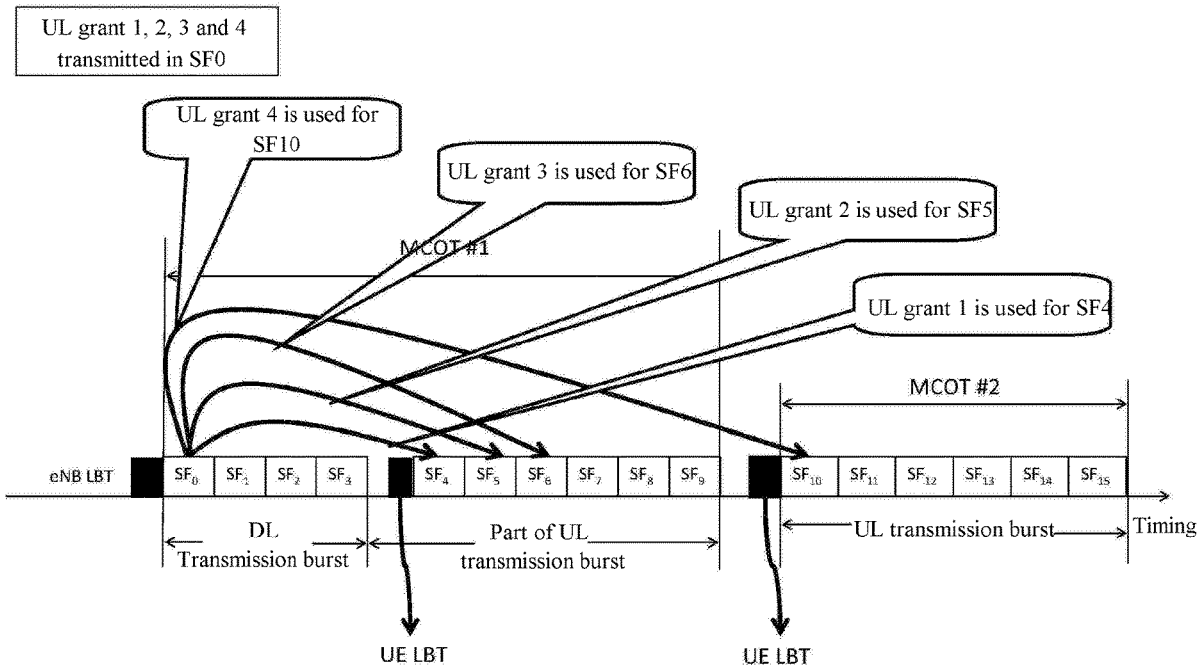 UL grant 1, 2, 3 and 4
transmitted in SF0
UL grant 4 is used for
SF10
UL grant 3 is used for SF6
UL grant 2 is used for SF5
MCOT #1
UL grant 1 is used for SF4
MCOT #2
eNB LBT
SF₀ SF₁ SF₂ SF₃ SF₄ SF₅ SF₆ SF₇ SF₈ SF₉ SF₁₀ SF₁₁ SF₁₂ SF₁₃ SF₁₄ SF₁₅
DL
Transmission burst
Part of UL
transmission burst
UL transmission burst
Timing
UE LBT
UE LBT